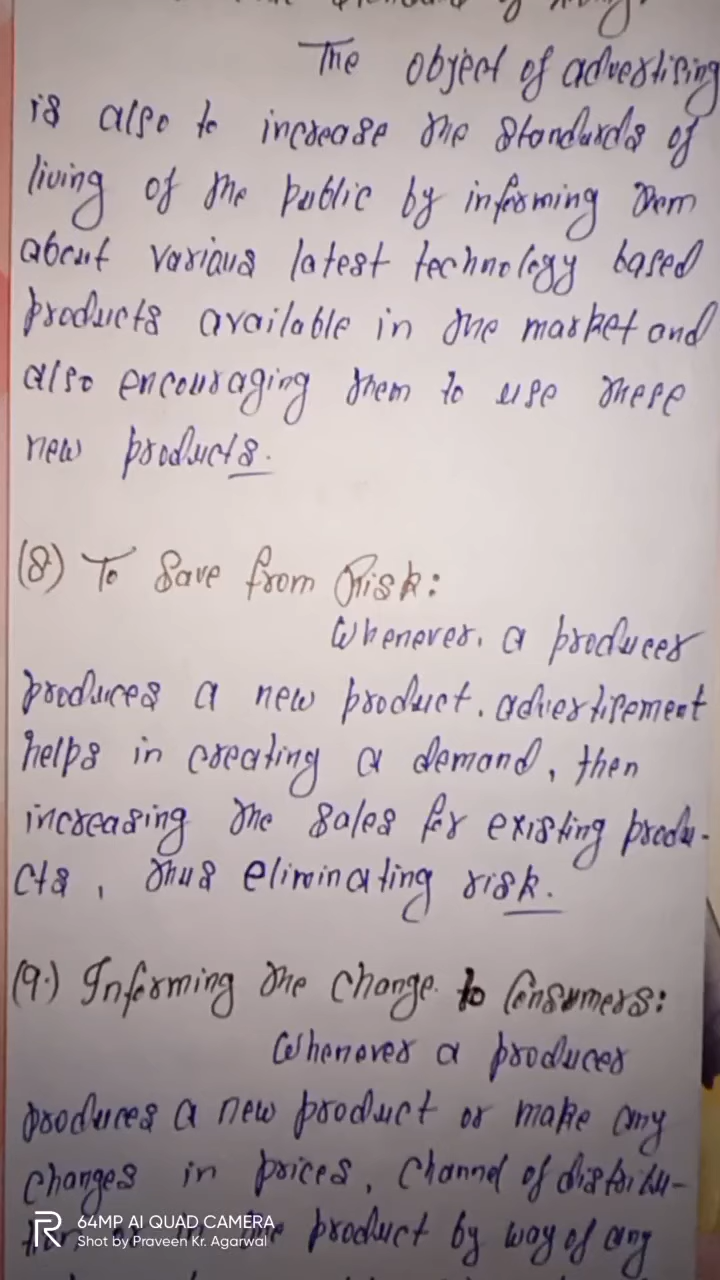 of living.
The object of advertising
is also to increase the standards of
living of the public by informing them
about various latest technology based
products available in the market and
also encouraging them to use these
new products.
(8) To Save from Risk:
Whenever, a producer
produces a new product, advertisement
helps in creating a demand, then
increasing the sales for existing produ-
cts, thus eliminating risk.
(9.) Informing the Change to Consumers:
Whenever a producer
produces a new product or make any
changes in prices, channel of distribu-
product by way of any
64MP AI QUAD CAMERA
Shot by Praveen Kr. Agarwal